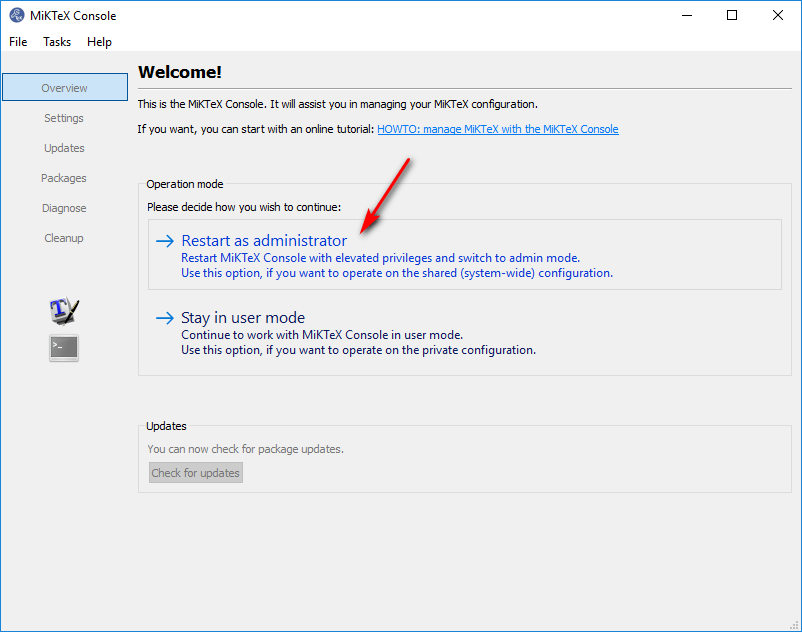 MiKTeX Console
File Tasks Help
Overview
Settings
Updates
Packages
Diagnose
Cleanup
Welcome!
This is the MiKTeX Console. It will assist you in managing your MiKTeX configuration.
If you want, you can start with an online tutorial: HOWTO: manage MiKTeX with the MiKTeX Console
Operation mode
Please decide how you wish to continue:
Restart as administrator
Restart MiKTeX Console with elevated privileges and switch to admin mode.
Use this option, if you want to operate on the shared (system-wide) configuration.
Stay in user mode
Continue to work with MiKTeX Console in user mode.
Use this option, if you want to operate on the private configuration.
Updates
You can now check for package updates.
Check for updates